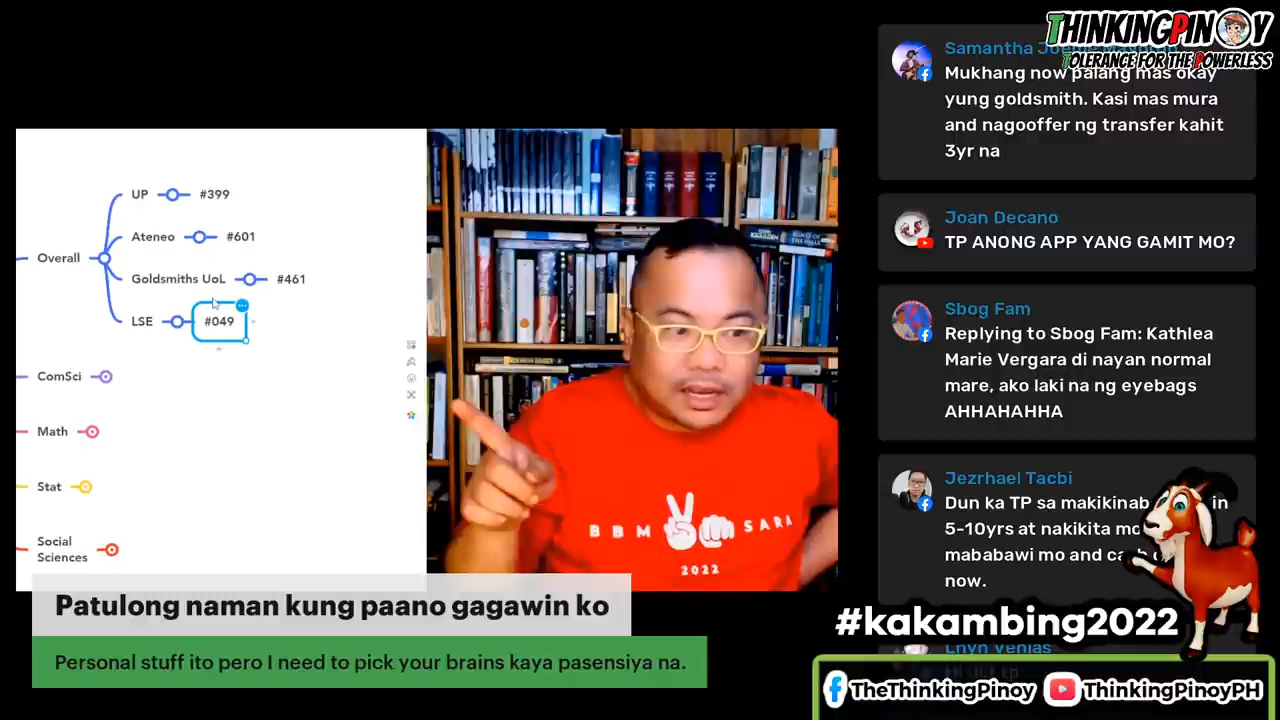 THINKINGPINOY
TOLERANCE FOR THE POWERLESS
UP #399
Ateneo #601
Overall
Goldsmiths UoL #461
LSE #049
ComSci
Math
Stat
Social
Sciences
BBM SARA
2022
Patulong naman kung paano gagawin ko
Personal stuff ito pero I need to pick your brains kaya pasensiya na.
Samantha
Mukhang now palang mas okay
yung goldsmith. Kasi mas mura
and nagooffer ng transfer kahit
3yr na
Joan Decano
TP ANONG APP YANG GAMIT MO?
Sbog Fam
Replying to Sbog Fam: Kathlea
Marie Vergara di nayan normal
mare, ako laki na ng eyebags
AHHAHAHHA
Jezrhael Tacbi
Dun ka TP sa makikinab in
5-10yrs at nakikita mo
mababawi mo and
now.
#kakambing2022
TheThinkingPinoy ThinkingPinoyPH